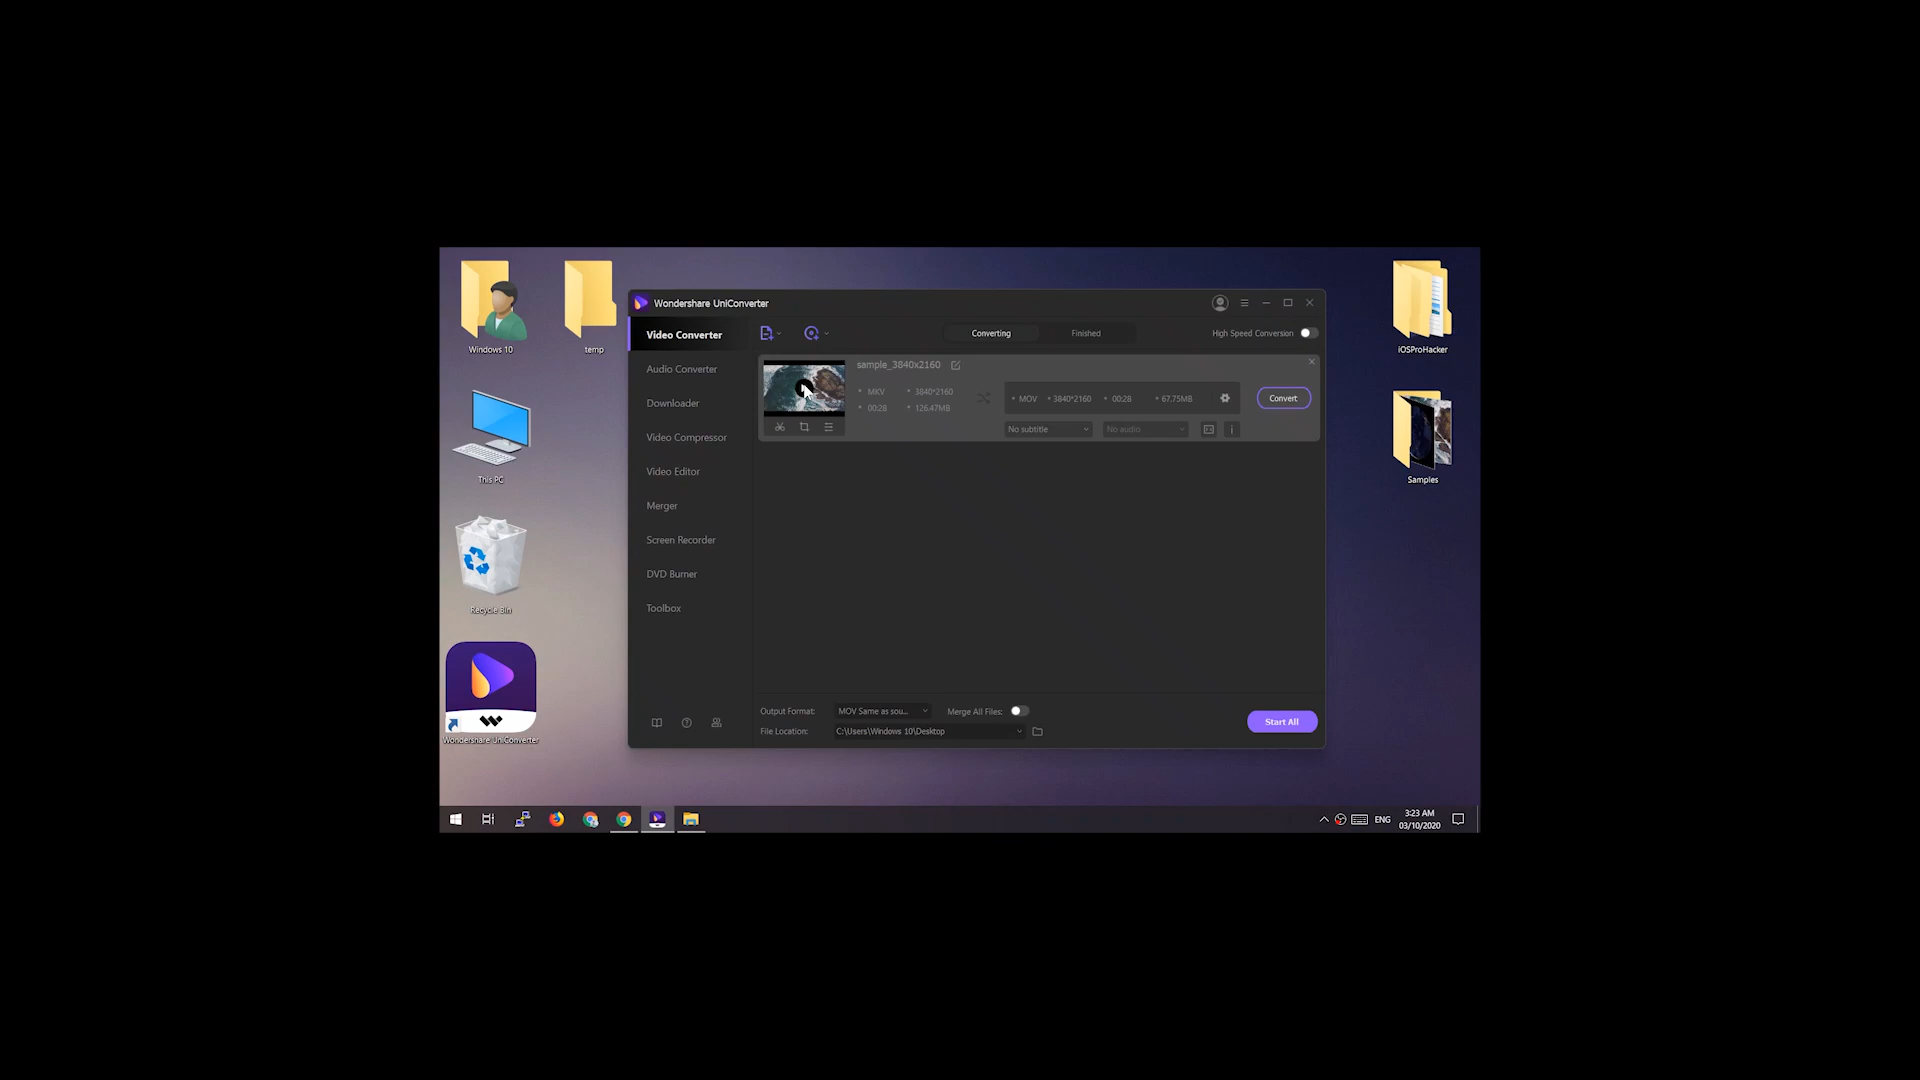 Windows 10
temp
This PC
Recycle Bin
Wondershare UniConverter
Wondershare UniConverter
Video Converter
Audio Converter
Downloader
Video Compressor
Video Editor
Merger
Screen Recorder
DVD Burner
Toolbox
Converting
Finished
High Speed Conversion
sample_3840x2160
MKV
3840*2160
00:28
126.47MB
MOV
3840*2160
00:28
67.75MB
Convert
No subtitle
No audio
Output Format:
MOV Same as sou...
Merge All Files:
File Location:
C:\Users\Windows 10\Desktop
Start All
iOSProHacker
Samples
ENG
3:23 AM
03/10/2020